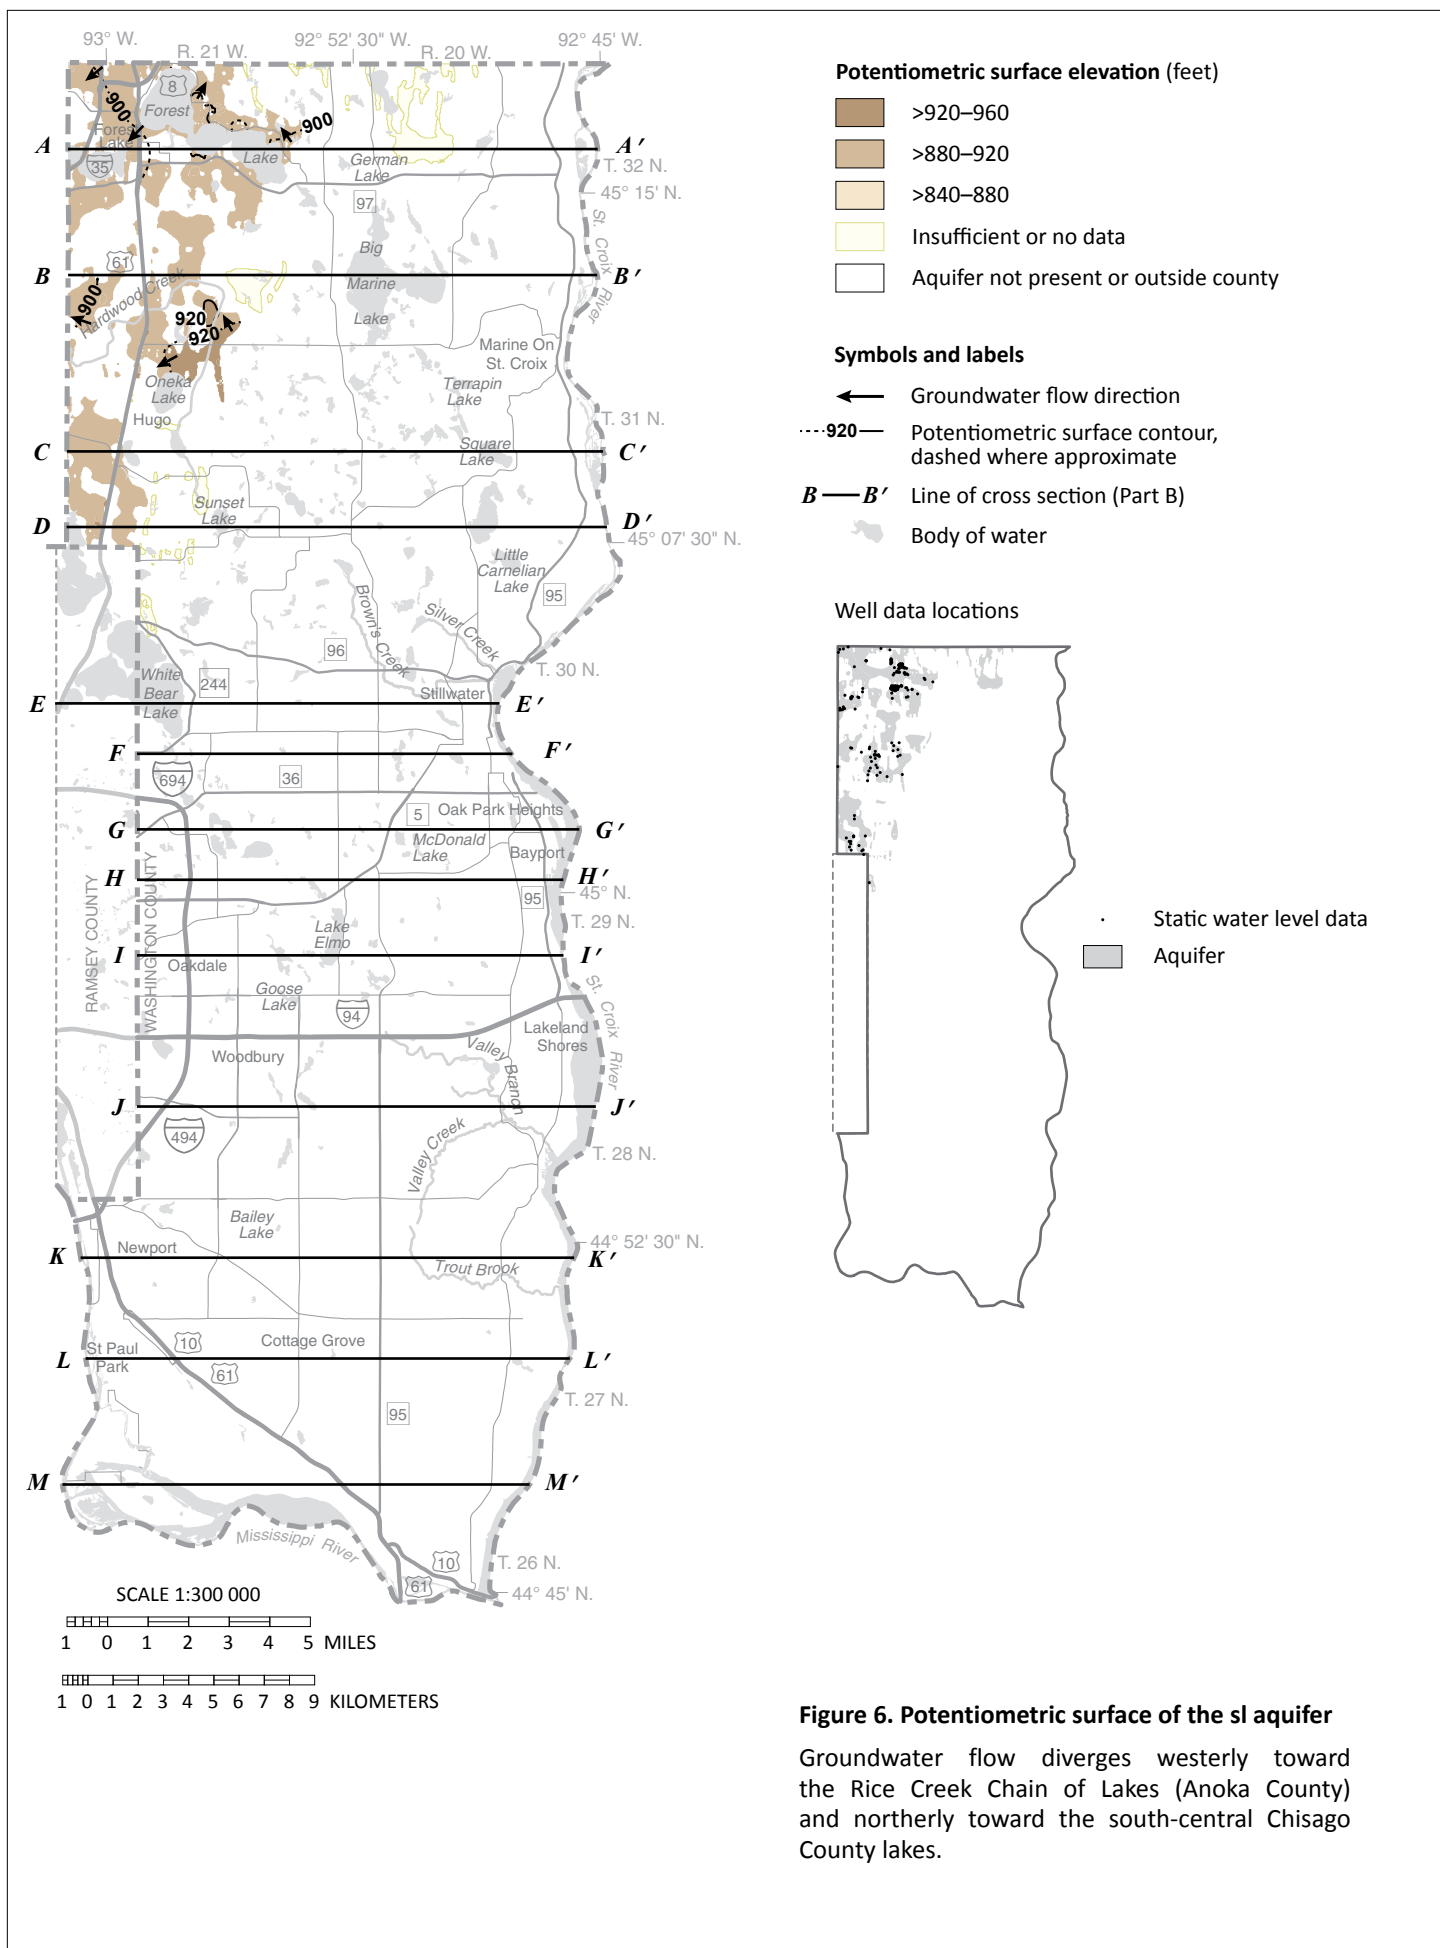 93° W.
R. 21 W.
92° 52' 30" W.
R. 20 W.
92° 45' W.
8
Forest
900
Forest
Lake
900
A
35
Lake
German
Lake
A'
T. 32 N.
45° 15' N.
97
St. Croix River
Big
61
B
Marine
B'
Hardwood Creek
900
Lake
920
920
Marine On
St. Croix
Oneka
Lake
Terrapin
Lake
Hugo
T. 31 N.
C
Square
Lake
C'
Sunset
Lake
D
D'
45° 07' 30" N.
Little
Carnelian
Lake
95
Brown's Creek
Silver Creek
96
T. 30 N.
White
Bear
Lake
244
Stillwater
E
E'
F
F'
694
36
5
Oak Park Heights
G
G'
McDonald
Lake
Bayport
H
H'
45° N.
95
RAMSEY COUNTY
WASHINGTON COUNTY
T. 29 N.
Lake
Elmo
I
I'
Oakdale
Goose
Lake
St. Croix River
94
Lakeland
Shores
Woodbury
Valley Branch
J
J'
494
Valley Creek
T. 28 N.
Bailey
Lake
44° 52' 30" N.
Newport
K
K'
Trout Brook
10
Cottage Grove
St Paul
Park
L
L'
61
T. 27 N.
95
M
M'
Mississippi River
10
T. 26 N.
61
44° 45' N.
SCALE 1:300 000
1 0 1 2 3 4 5 MILES
1 0 1 2 3 4 5 6 7 8 9 KILOMETERS
Potentiometric surface elevation (feet)
>920–960
>880–920
>840–880
Insufficient or no data
Aquifer not present or outside county
Symbols and labels
Groundwater flow direction
920
Potentiometric surface contour,
dashed where approximate
B B' Line of cross section (Part B)
Body of water
Well data locations
Static water level data
Aquifer
Figure 6. Potentiometric surface of the sl aquifer
Groundwater flow diverges westerly toward
the Rice Creek Chain of Lakes (Anoka County)
and northerly toward the south-central Chisago
County lakes.